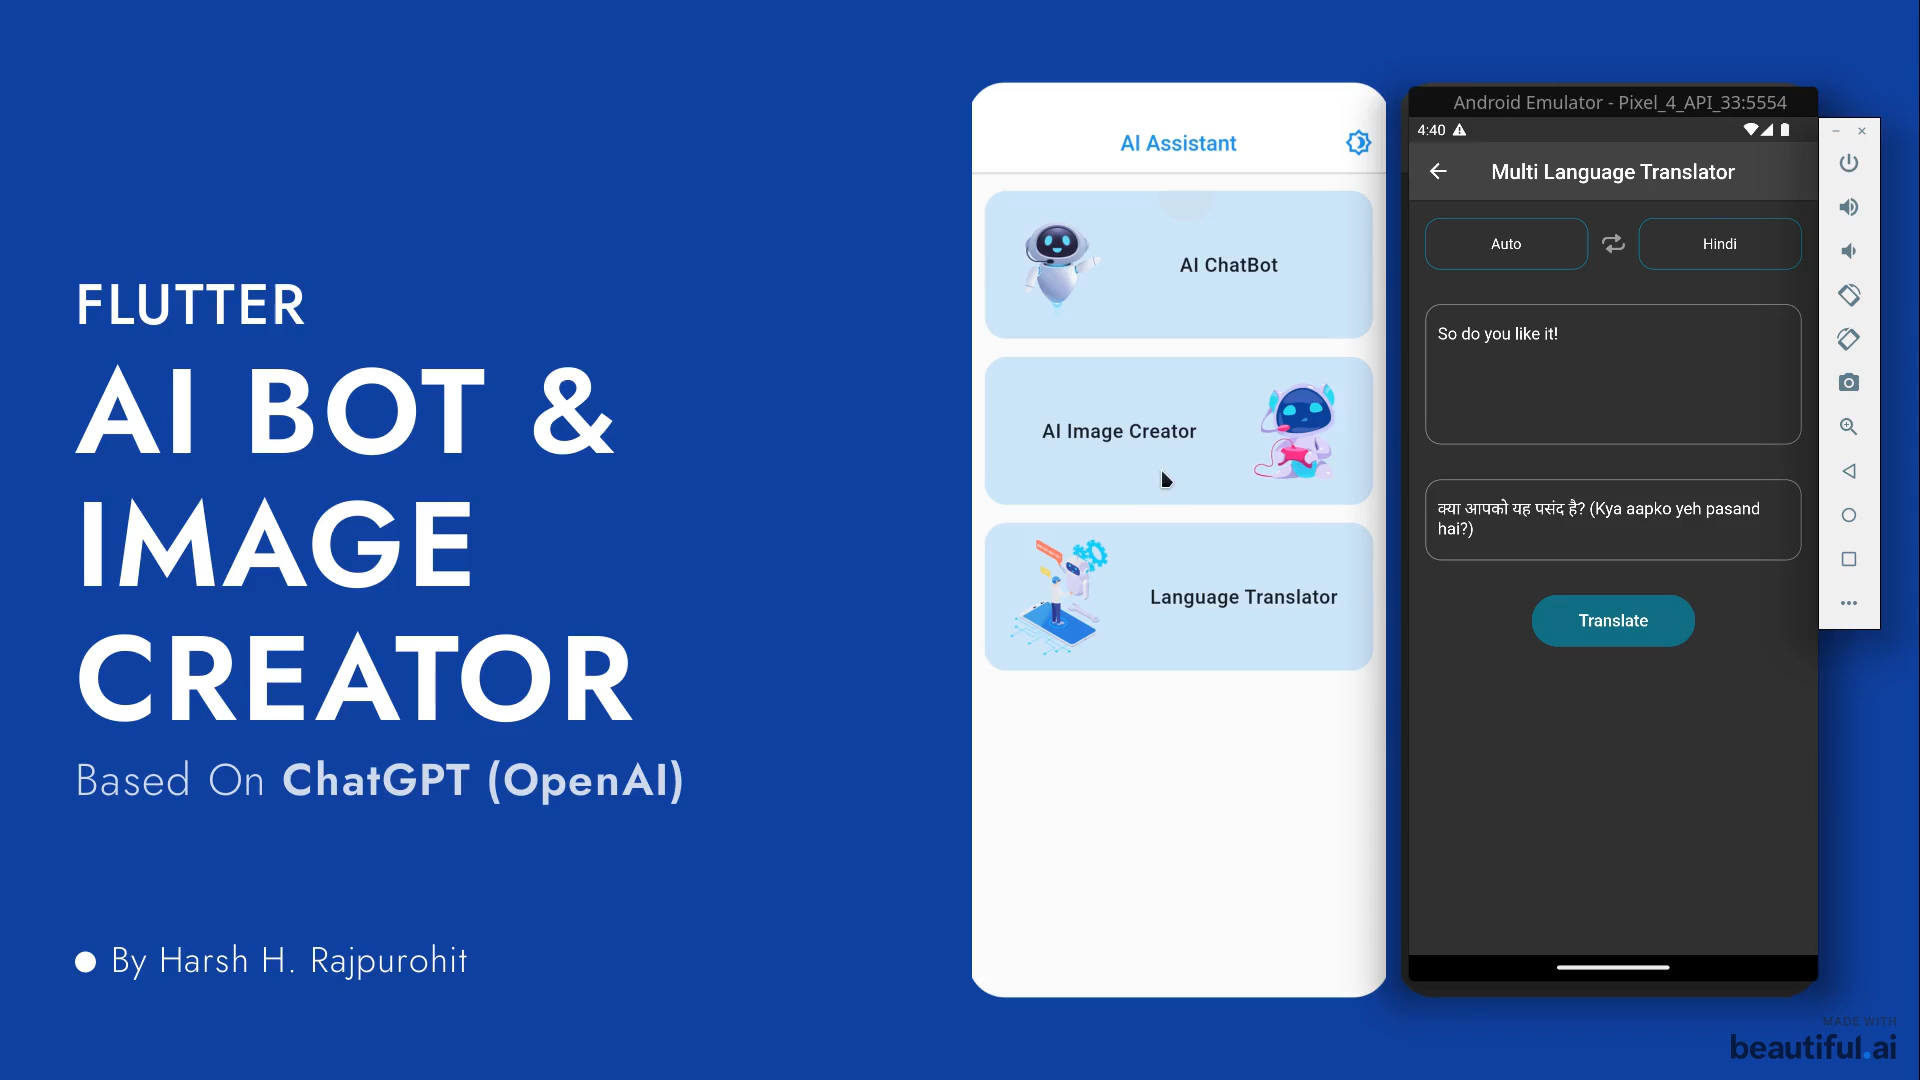 FLUTTER
AI BOT &
IMAGE
CREATOR
Based On ChatGPT (OpenAI)
By Harsh H. Rajpurohit
AI Assistant
AI ChatBot
AI Image Creator
Language Translator
Android Emulator - Pixel_4_API_33:5554
4:40
Multi Language Translator
Auto
Hindi
So do you like it!
क्या आपको यह पसंद है? (Kya aapko yeh pasand
hai?)
Translate
MADE WITH
beautiful.ai